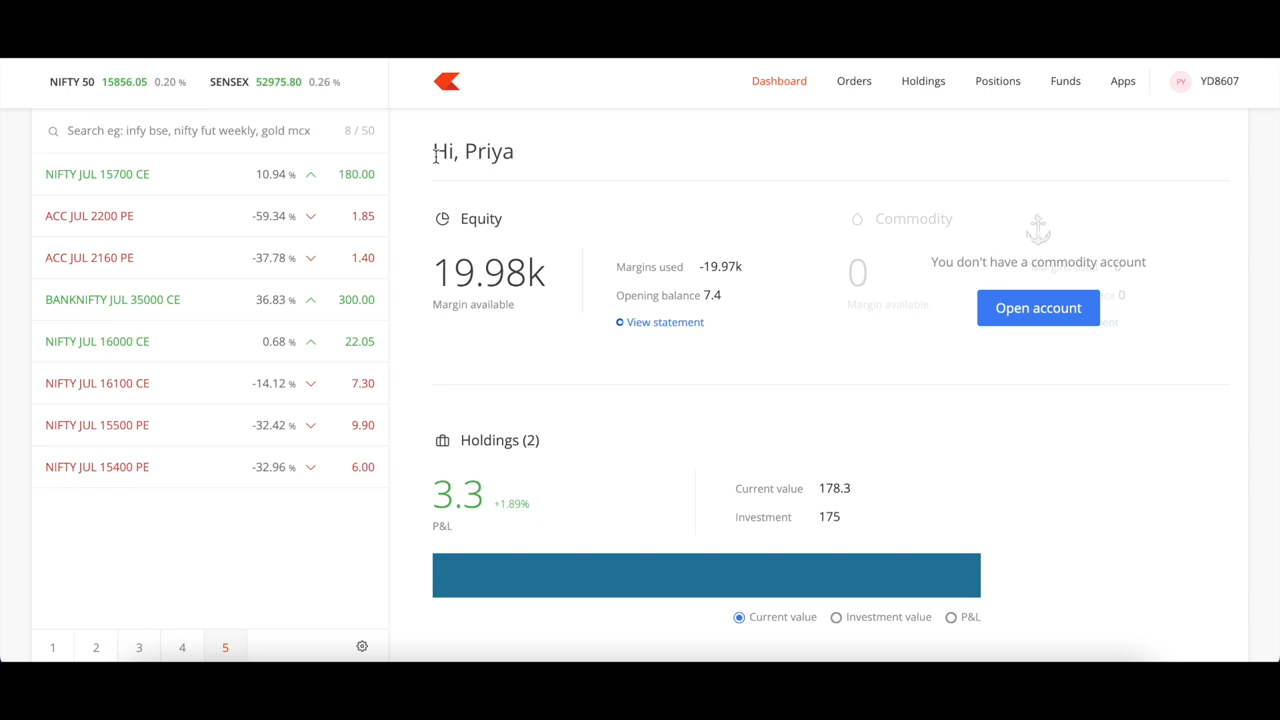 NIFTY 50 15856.05 0.20 % SENSEX 52975.80 0.26 %
Dashboard Orders Holdings Positions Funds Apps PY YD8607
Search eg: infy bse, nifty fut weekly, gold mcx 8 / 50
NIFTY JUL 15700 CE 10.94 % 180.00
ACC JUL 2200 PE -59.34 % 1.85
ACC JUL 2160 PE -37.78 % 1.40
BANKNIFTY JUL 35000 CE 36.83 % 300.00
NIFTY JUL 16000 CE 0.68 % 22.05
NIFTY JUL 16100 CE -14.12 % 7.30
NIFTY JUL 15500 PE -32.42 % 9.90
NIFTY JUL 15400 PE -32.96 % 6.00
1 2 3 4 5
Hi, Priya
Equity
19.98k
Margin available
Margins used -19.97k
Opening balance 7.4
View statement
Commodity
0
Margin available
You don't have a commodity account
Open account
0
Holdings (2)
3.3 +1.89%
P&L
Current value 178.3
Investment 175
Current value Investment value P&L